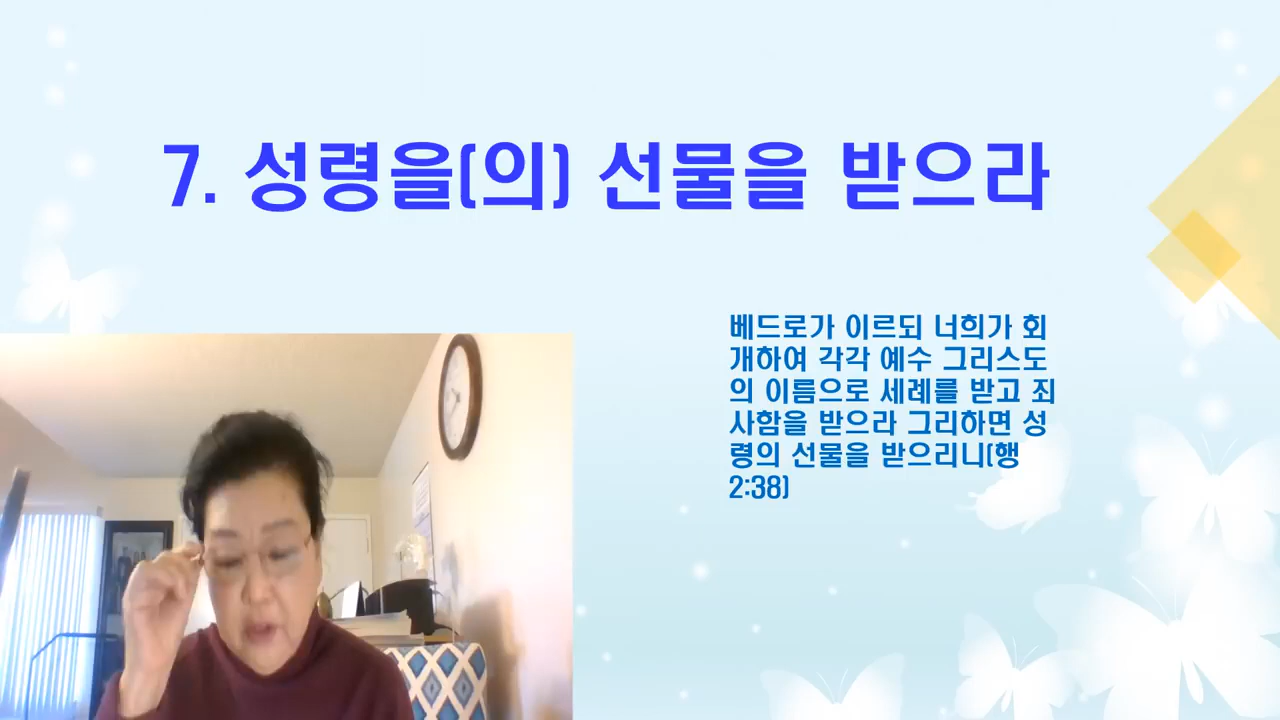 7. 성령을(의) 선물을 받으라
베드로가 이르되 너희가 회
개하여 각각 예수 그리스도
의 이름으로 세례를 받고 죄
사함을 받으라 그리하면 성
령의 선물을 받으리니(행
2:38)